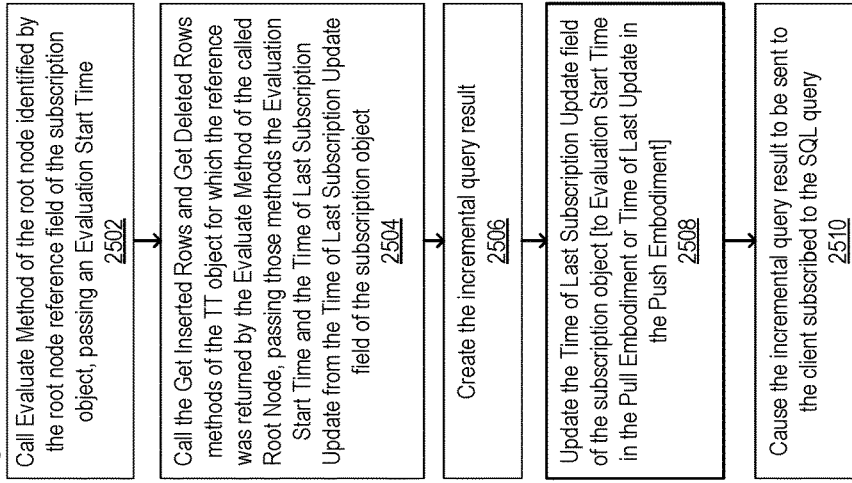 Call Evaluate Method of the root node identified by
the root node reference field of the subscription
object, passing an Evaluation Start Time
2502
Call the Get Inserted Rows and Get Deleted Rows
methods of the TT object for which the reference
was returned by the Evaluate Method of the called
Root Node, passing those methods the Evaluation
Start Time and the Time of Last Subscription
Update from the Time of Last Subscription Update
field of the subscription object
2504
Create the incremental query result
2506
Update the Time of Last Subscription Update field
of the subscription object [to Evaluation Start Time
in the Pull Embodiment or Time of Last Update in
the Push Embodiment]
2508
Cause the incremental query result to be sent to
the client subscribed to the SQL query
2510